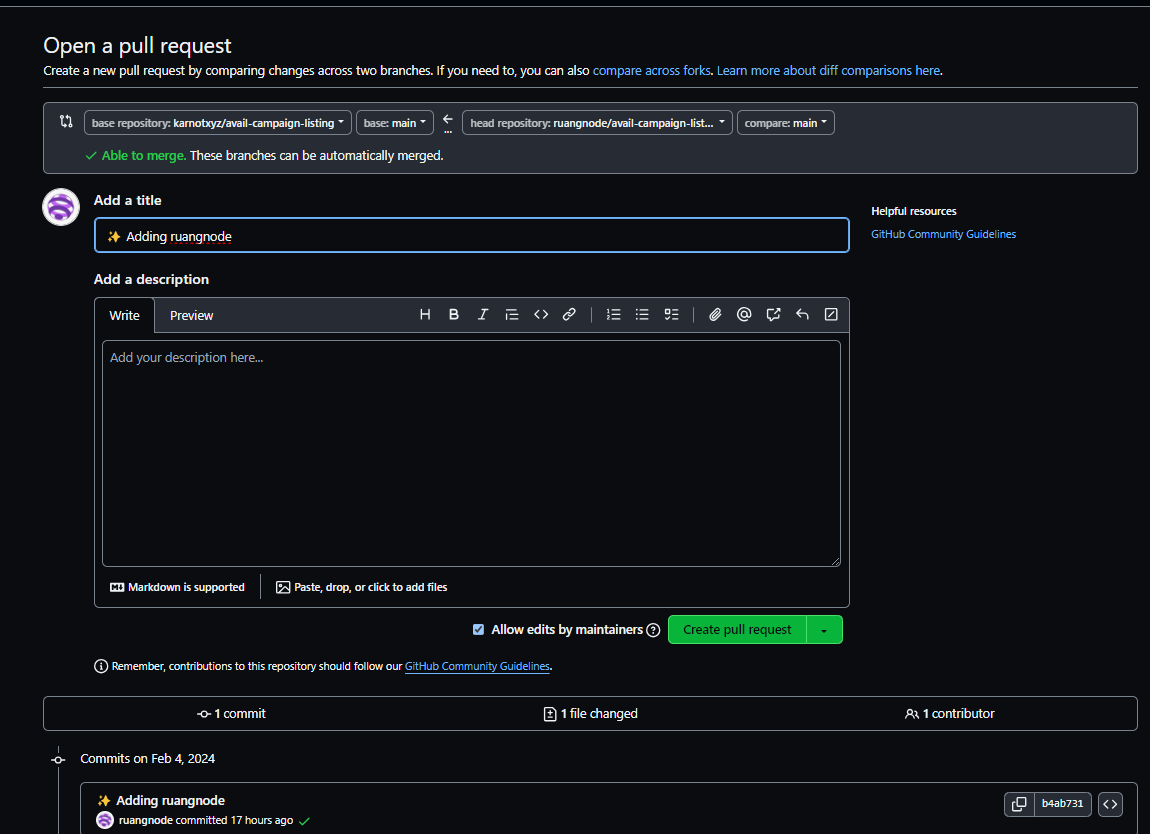 Open a pull request
Create a new pull request by comparing changes across two branches. If you need to, you can also compare across forks. Learn more about diff comparisons here.
base repository: karnotxyz/avail-campaign-listing base: main ... head repository: ruangnode/avail-campaign-list... compare: main
Able to merge. These branches can be automatically merged.
Add a title
✨ Adding ruangnode
Helpful resources
GitHub Community Guidelines
Add a description
Write Preview
Add your description here...
Markdown is supported Paste, drop, or click to add files
Allow edits by maintainers Create pull request
Remember, contributions to this repository should follow our GitHub Community Guidelines.
1 commit 1 file changed 1 contributor
Commits on Feb 4, 2024
✨ Adding ruangnode
b4ab731
ruangnode committed 17 hours ago